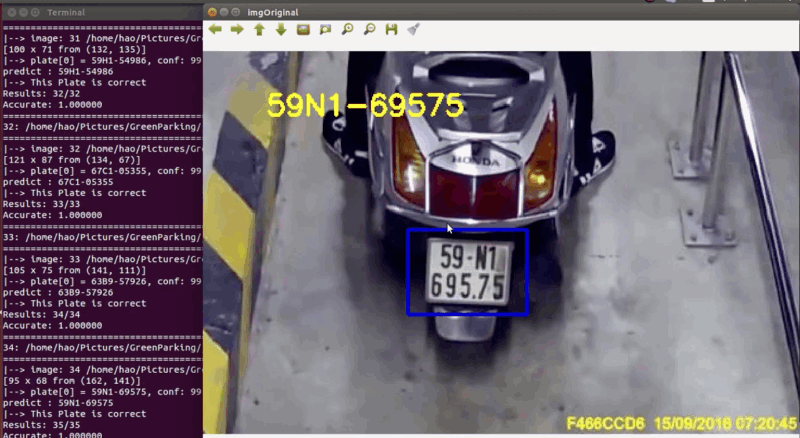 Terminal
================================
|--> image: 31 /home/hao/Pictures/Gre
[100 x 71 from (132, 135)]
|--> plate[0] = 59H1-54986, conf: 99
predict : 59H1-54986
|--> This Plate is correct
Results: 32/32
Accurate: 1.000000
================================
32: /home/hao/Pictures/GreenParking/
================================
|--> image: 32 /home/hao/Pictures/Gre
[121 x 87 from (134, 67)]
|--> plate[0] = 67C1-05355, conf: 99
predict : 67C1-05355
|--> This Plate is correct
Results: 33/33
Accurate: 1.000000
================================
33: /home/hao/Pictures/GreenParking/
================================
|--> image: 33 /home/hao/Pictures/Gre
[105 x 75 from (141, 111)]
|--> plate[0] = 63B9-57926, conf: 99
predict : 63B9-57926
|--> This Plate is correct
Results: 34/34
Accurate: 1.000000
================================
34: /home/hao/Pictures/GreenParking/
================================
|--> image: 34 /home/hao/Pictures/Gre
[95 x 68 from (162, 141)]
|--> plate[0] = 59N1-69575, conf: 99
predict : 59N1-69575
|--> This Plate is correct
Results: 35/35
Accurate: 1.000000
imgOriginal
59N1-69575
HONDA
59-N1
695.75
F466CCD6 15/09/2016 07:20:45